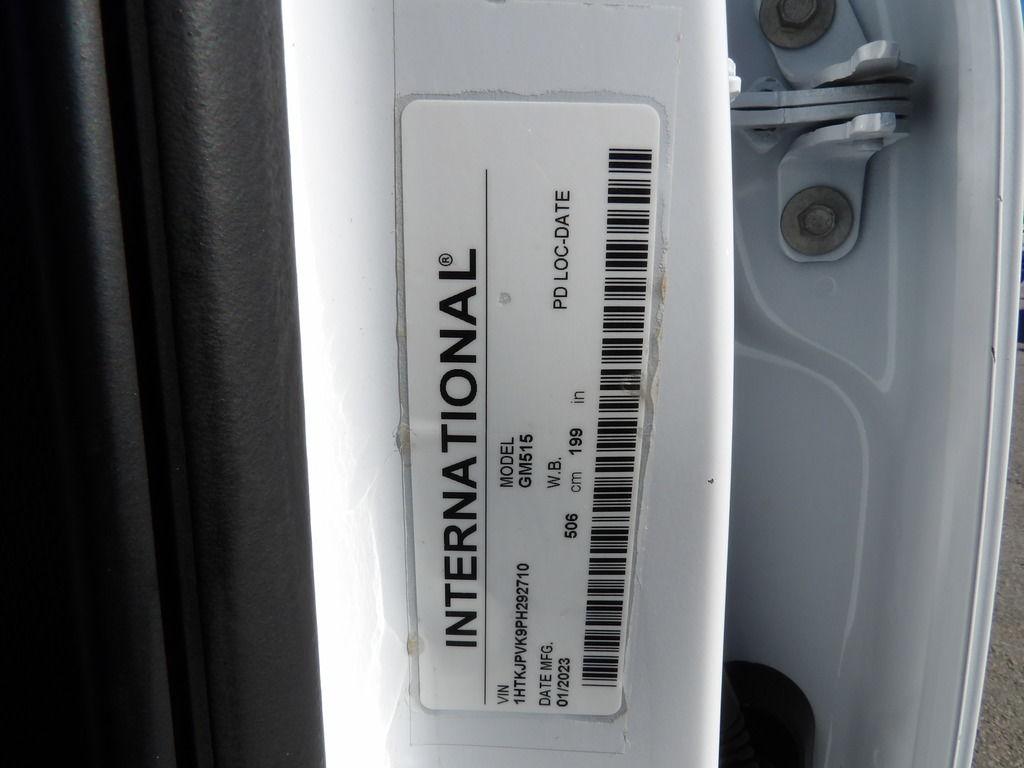 INTERNATIONAL®
VIN
1HTKJPVK9PH292710
MODEL
GM515
DATE MFG.
01/2023
W.B.
506 cm 199 in
PD LOC-DATE